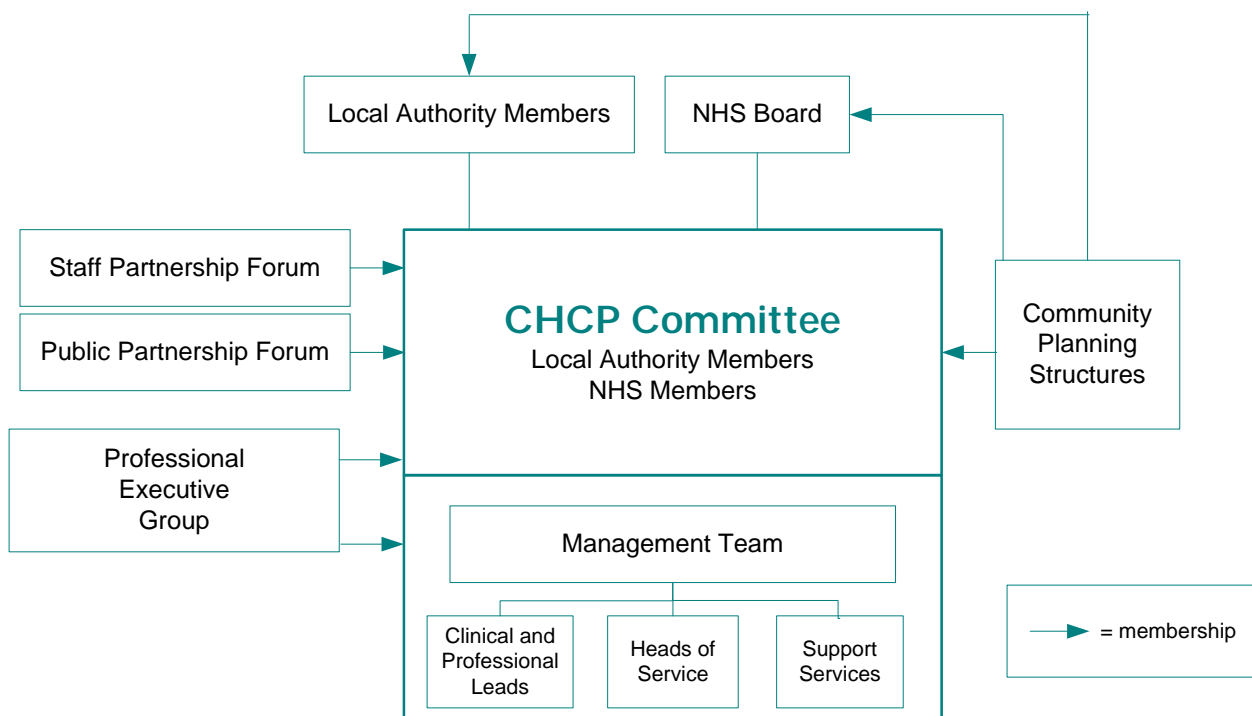 Local Authority Members
NHS Board
Staff Partnership Forum
Public Partnership Forum
Professional
Executive
Group
CHCP Committee
Local Authority Members
NHS Members
Community
Planning
Structures
Management Team
Clinical and
Professional
Leads
Heads of
Service
Support
Services
= membership